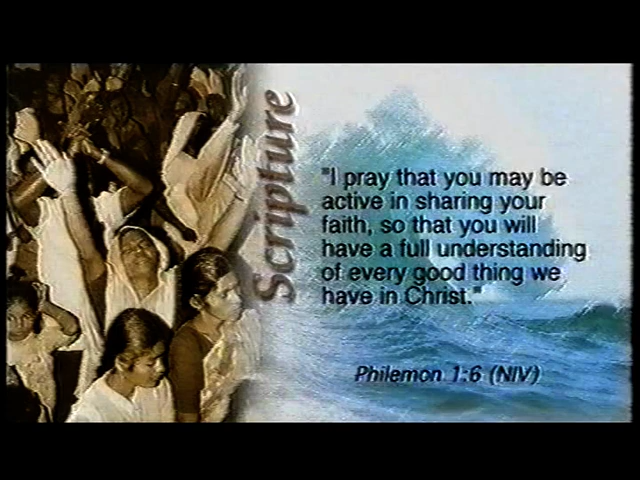 Scripture
"I pray that you may be
active in sharing your
faith, so that you will
have a full understanding
of every good thing we
have in Christ."
Philemon 1:6 (NIV)